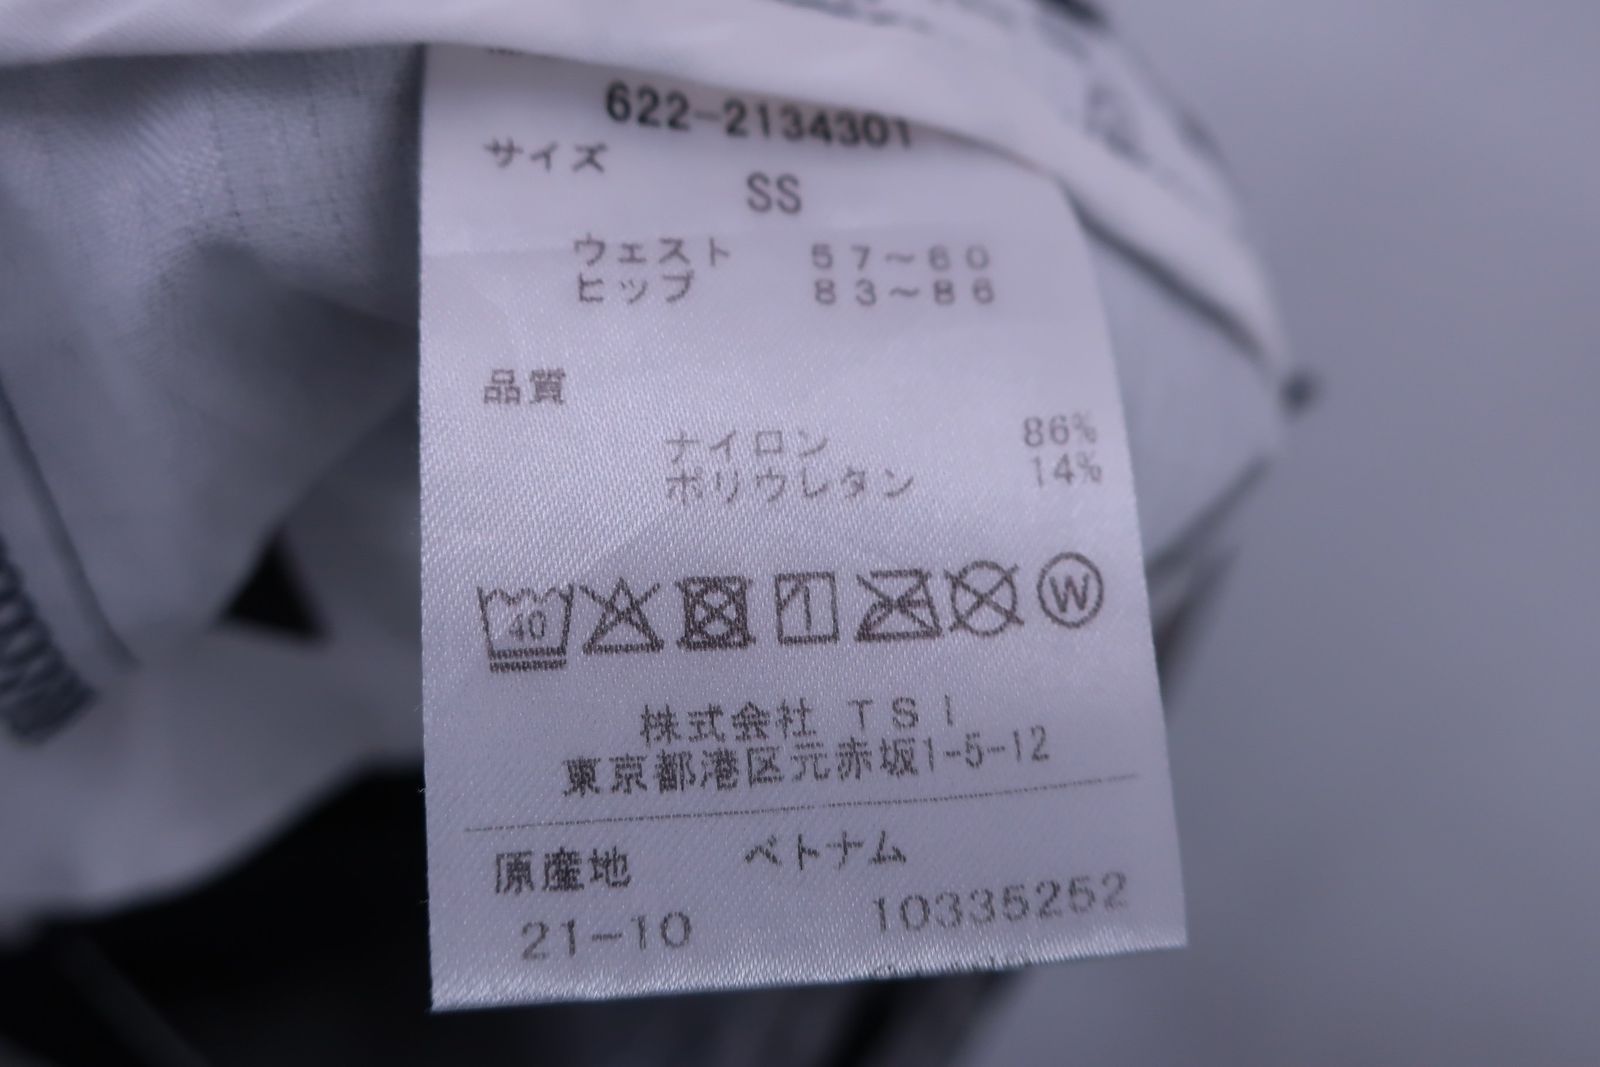 622-2134301
サイズ
SS
ウェスト 57~60
ヒップ 83~86
品質
ナイロン 86%
ポリウレタン 14%
40 1 W
株式会社 TSI
東京都港区元赤坂1-5-12
原産地 ベトナム
21-10 10335252